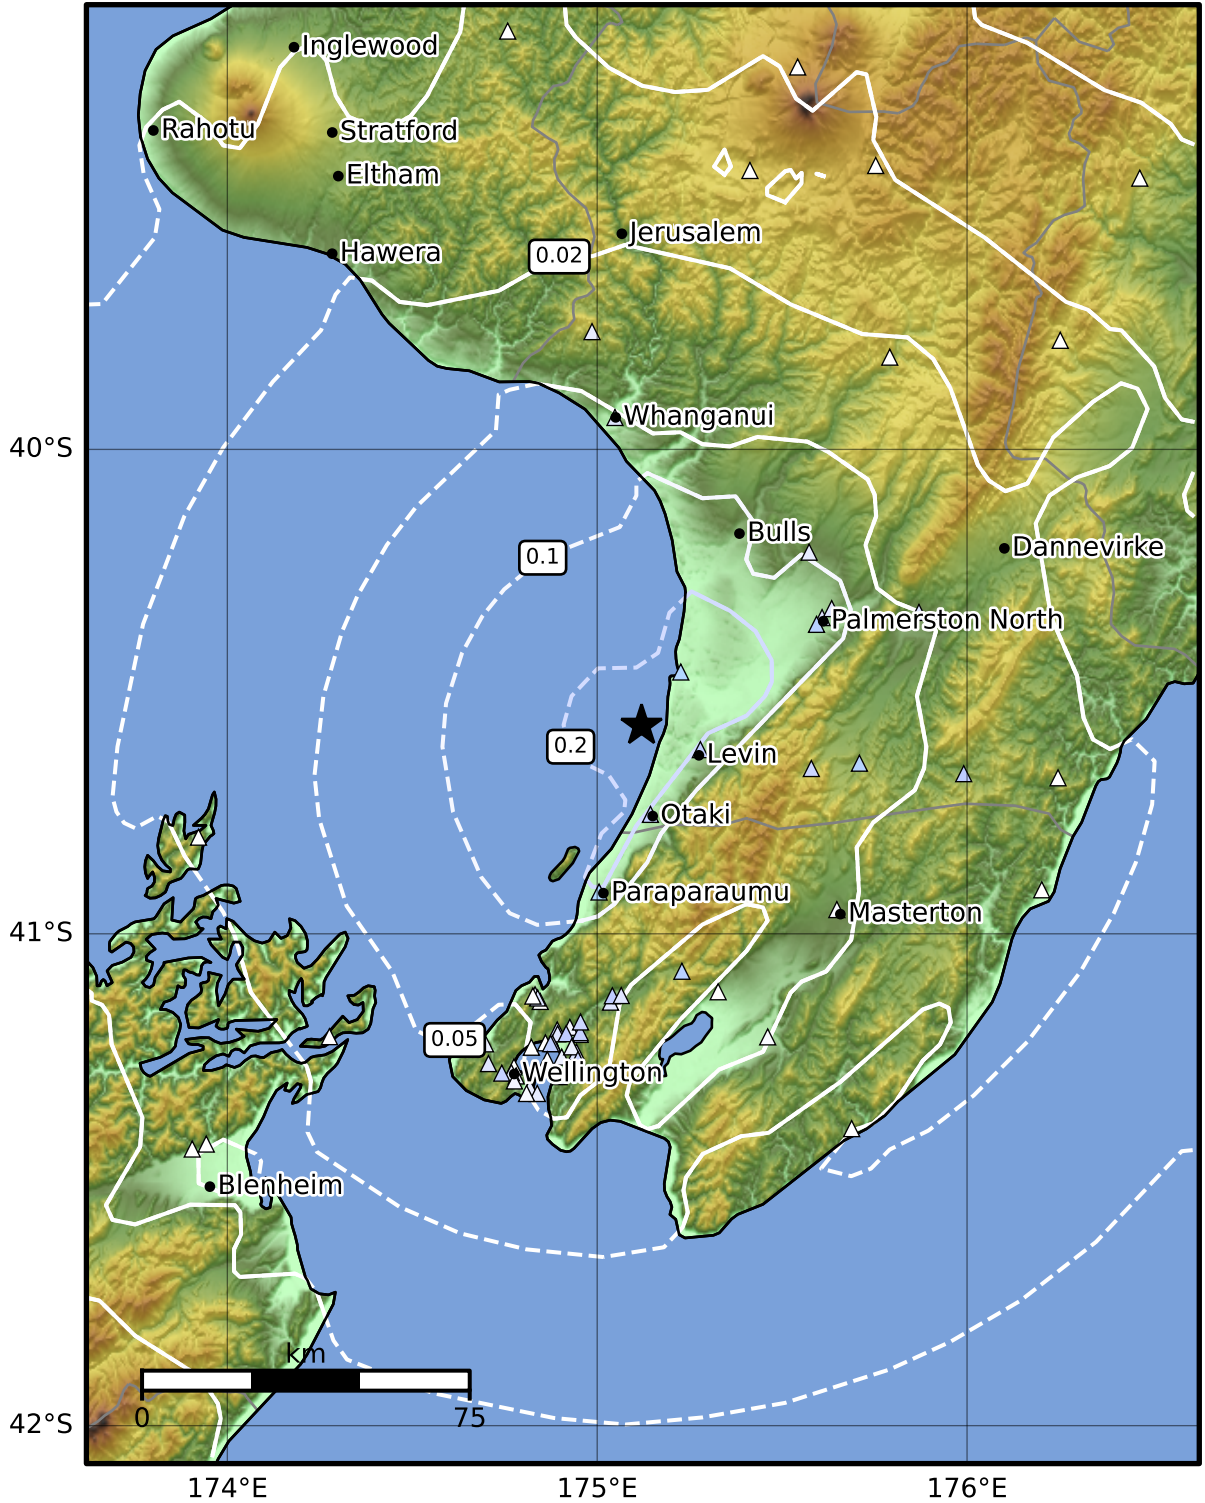 Inglewood
Rahotu
Stratford
Eltham
Jerusalem
Hawera
0.02
Whanganui
40°S
Bulls
Dannevirke
0.1
Palmerston North
0.2
Levin
Otaki
Paraparaumu
Masterton
41°S
0.05
Wellington
Blenheim
km
0
75
42°S
174°E
175°E
176°E